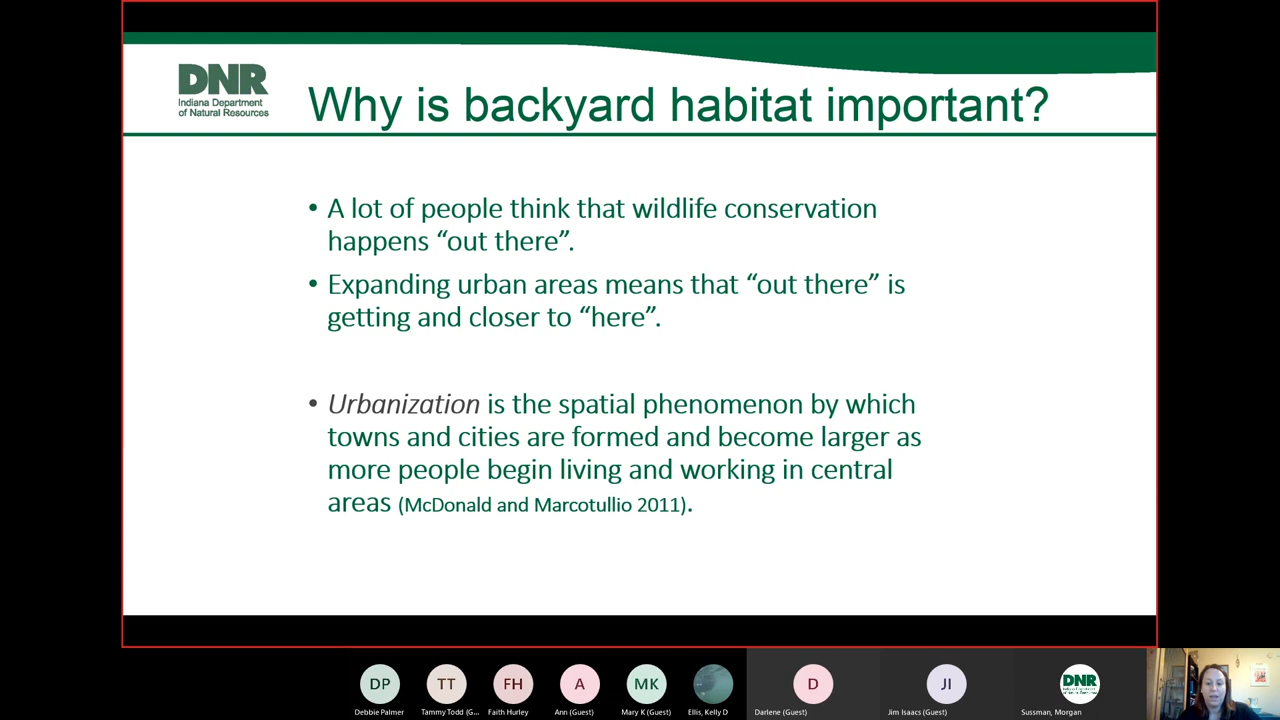 DNR
Indiana Department
of Natural Resources
Why is backyard habitat important?
• A lot of people think that wildlife conservation
happens “out there”.
• Expanding urban areas means that “out there” is
getting and closer to “here”.
• Urbanization is the spatial phenomenon by which
towns and cities are formed and become larger as
more people begin living and working in central
areas (McDonald and Marcotullio 2011).
DP
TT
FH
A
MK
D
JI
DNR
Debbie Palmer
Tammy Todd (G...
Faith Hurley
Ann (Guest)
Mary K (Guest)
Ellis, Kelly D
Darlene (Guest)
Jim Isaacs (Guest)
Sussman, Morgan